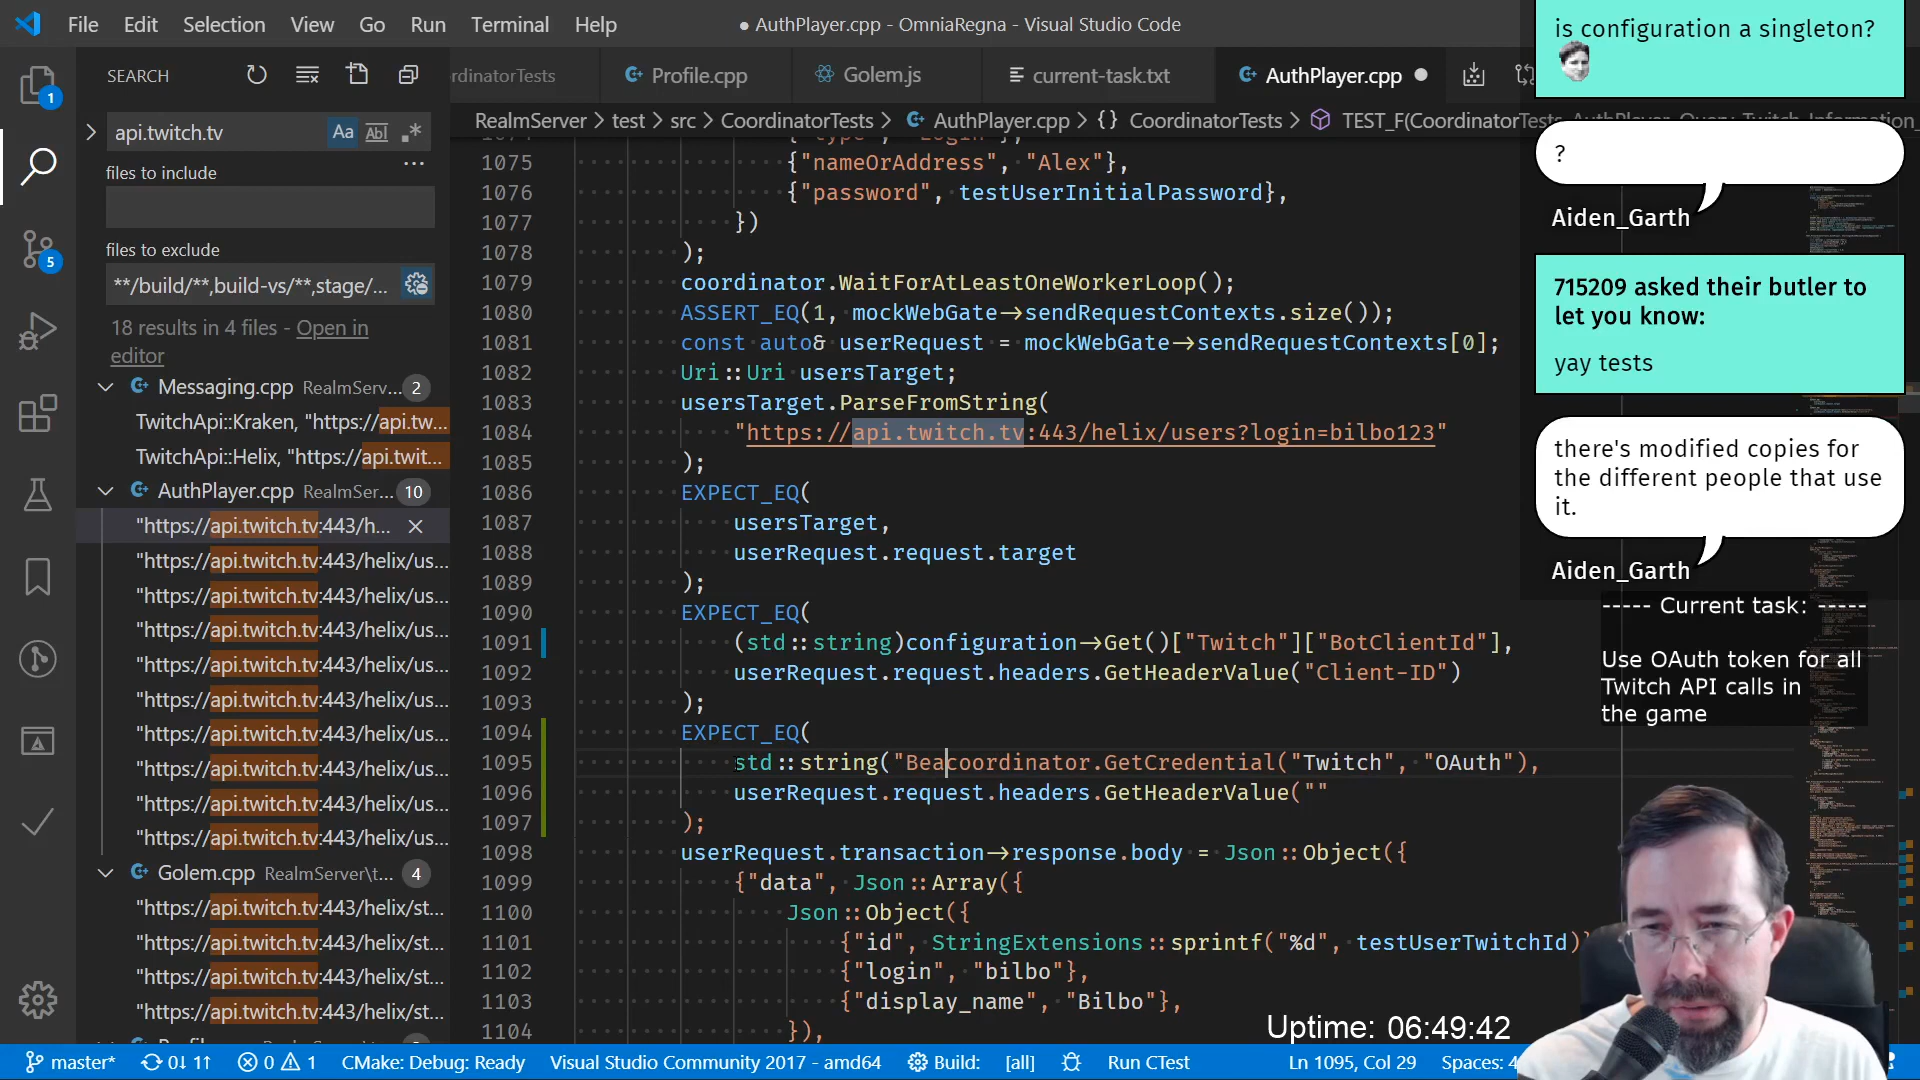 File Edit Selection View Go Run Terminal Help
● AuthPlayer.cpp - OmniaRegna - Visual Studio Code
SEARCH
api.twitch.tv
Aa Abl
files to include
files to exclude
**/build/**,build-vs/**,stage/...
18 results in 4 files - Open in
editor
Messaging.cpp RealmServ... 2
TwitchApi::Kraken, "https://api.tw...
TwitchApi::Helix, "https://api.twit...
AuthPlayer.cpp RealmSer... 10
"https://api.twitch.tv:443/h...
"https://api.twitch.tv:443/helix/us...
"https://api.twitch.tv:443/helix/us...
"https://api.twitch.tv:443/helix/us...
"https://api.twitch.tv:443/helix/us...
"https://api.twitch.tv:443/helix/us...
"https://api.twitch.tv:443/helix/us...
"https://api.twitch.tv:443/helix/us...
"https://api.twitch.tv:443/helix/us...
"https://api.twitch.tv:443/helix/us...
Golem.cpp RealmServer\t... 4
"https://api.twitch.tv:443/helix/st...
"https://api.twitch.tv:443/helix/st...
"https://api.twitch.tv:443/helix/st...
"https://api.twitch.tv:443/helix/st...
1
5
rdinatorTests Profile.cpp Golem.js current-task.txt AuthPlayer.cpp ●
RealmServer > test > src > CoordinatorTests > AuthPlayer.cpp > {} CoordinatorTests > TEST_F(CoordinatorTests
1075 {"nameOrAddress", "Alex"},
1076 {"password", testUserInitialPassword},
1077 })
1078 );
1079 coordinator.WaitForAtLeastOneWorkerLoop();
1080 ASSERT_EQ(1, mockWebGate->sendRequestContexts.size());
1081 const auto& userRequest = mockWebGate->sendRequestContexts[0];
1082 Uri::Uri usersTarget;
1083 usersTarget.ParseFromString(
1084 "https://api.twitch.tv:443/helix/users?login=bilbo123"
1085 );
1086 EXPECT_EQ(
1087 usersTarget,
1088 userRequest.request.target
1089 );
1090 EXPECT_EQ(
1091 (std::string)configuration->Get()["Twitch"]["BotClientId"],
1092 userRequest.request.headers.GetHeaderValue("Client-ID")
1093 );
1094 EXPECT_EQ(
1095 std::string("Beacoordinator.GetCredential("Twitch", "OAuth"),
1096 userRequest.request.headers.GetHeaderValue(""
1097 );
1098 userRequest.transaction->response.body = Json::Object({
1099 {"data", Json::Array({
1100 Json::Object({
1101 {"id", StringExtensions::sprintf("%d", testUserTwitchId)
1102 {"login", "bilbo"},
1103 {"display_name", "Bilbo"},
1104 }),
is configuration a singleton?
?
Aiden_Garth
715209 asked their butler to
let you know:
yay tests
there's modified copies for
the different people that use
it.
Aiden_Garth
----- Current task: -----
Use OAuth token for all
Twitch API calls in
the game
Uptime: 06:49:42
master* 0↓ 1↑ 0 1 CMake: Debug: Ready Visual Studio Community 2017 - amd64 Build: [all] Run CTest Ln 1095, Col 29 Spaces: 4